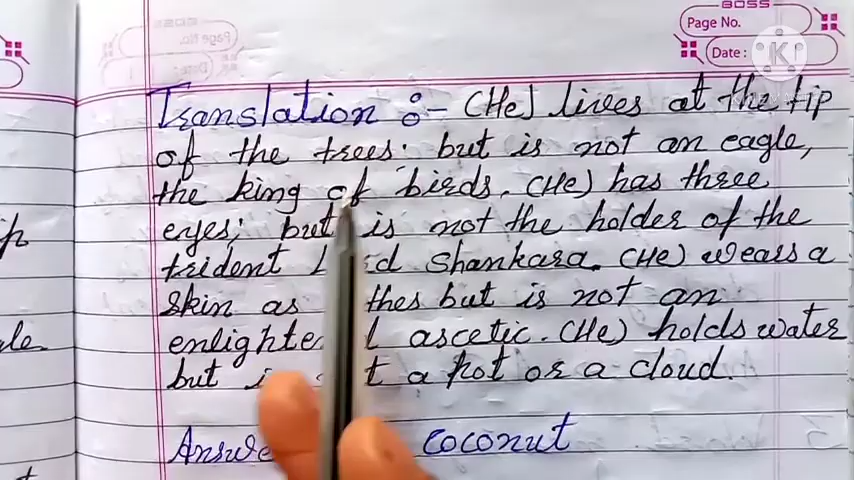 BOSS
Page No.
Date :
K
Translation :- (He) lives at the tip
of the trees. but is not an eagle,
the king of birds. (He) has three
eyes; but is not the holder of the
trident Shankara. (He) wears a
skin as but is not an
ascetic. (He) holds water
but a pot or a cloud.
coconut